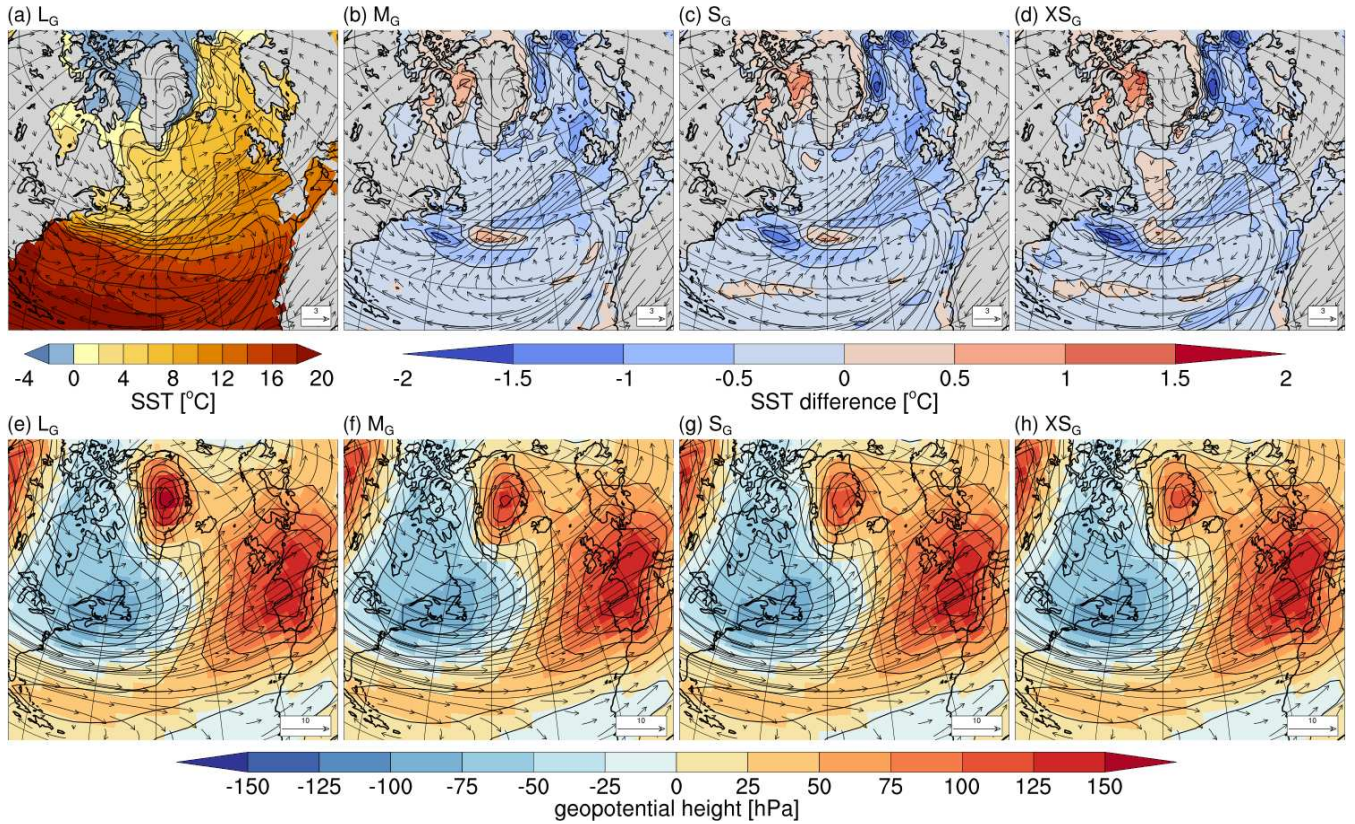 (a) L_G (b) M_G (c) S_G (d) XS_G
3 3 3 3
-4 0 4 8 12 16 20 -2 -1.5 -1 -0.5 0 0.5 1 1.5 2
SST [°C] SST difference [°C]
(e) L_G (f) M_G (g) S_G (h) XS_G
10 10 10 10
-150 -125 -100 -75 -50 -25 0 25 50 75 100 125 150
geopotential height [hPa]